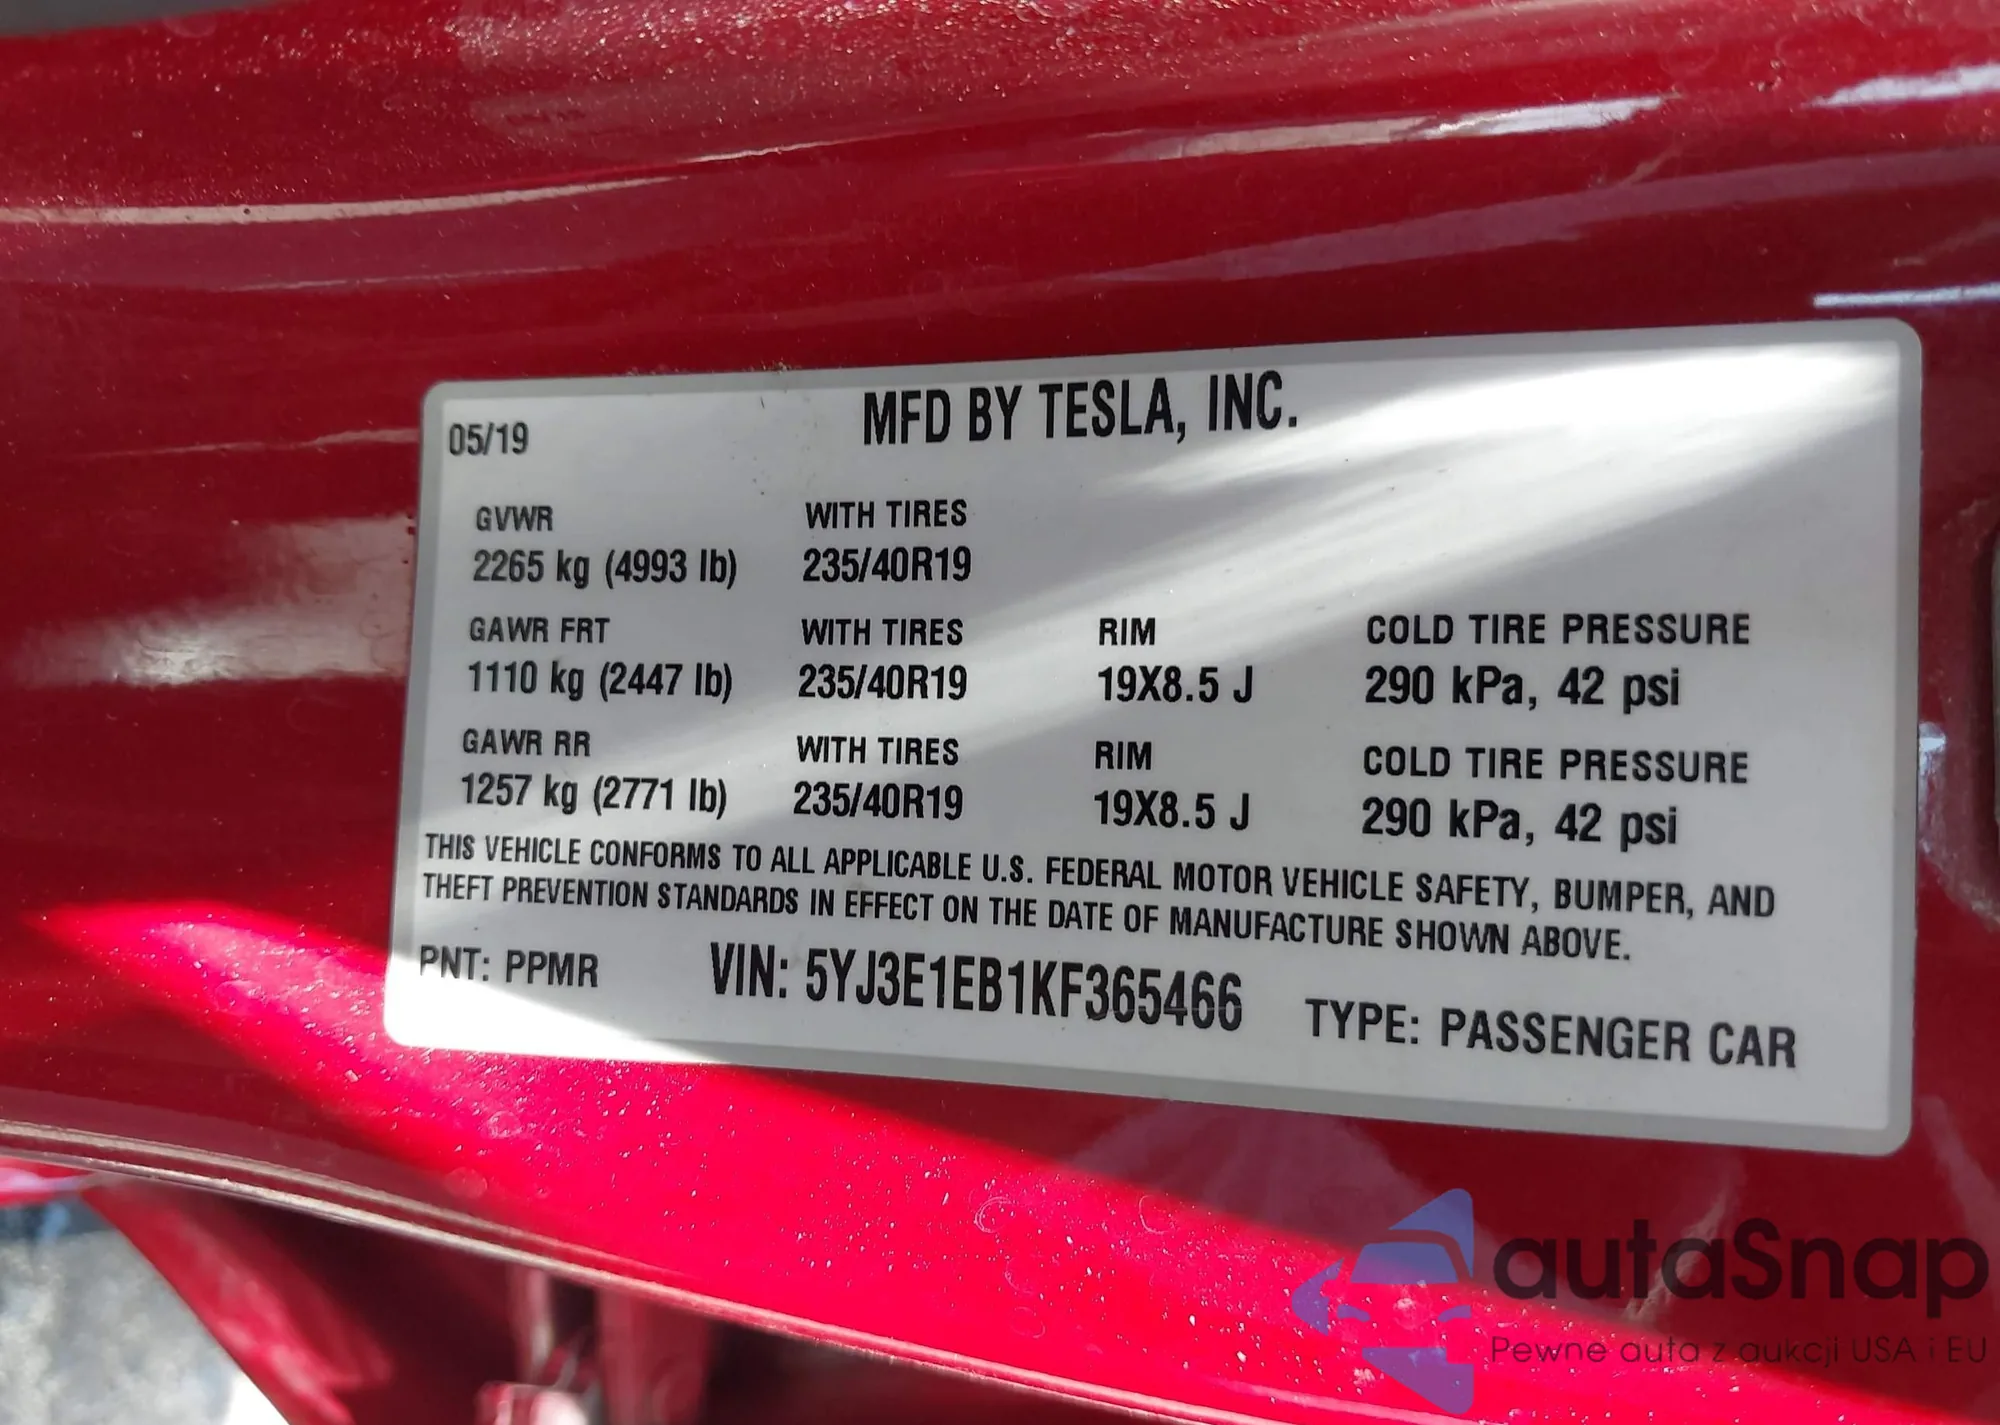 05/19 MFD BY TESLA, INC.
GVWR WITH TIRES
2265 kg (4993 lb) 235/40R19
GAWR FRT WITH TIRES RIM COLD TIRE PRESSURE
1110 kg (2447 lb) 235/40R19 19X8.5 J 290 kPa, 42 psi
GAWR RR WITH TIRES RIM COLD TIRE PRESSURE
1257 kg (2771 lb) 235/40R19 19X8.5 J 290 kPa, 42 psi
THIS VEHICLE CONFORMS TO ALL APPLICABLE U.S. FEDERAL MOTOR VEHICLE SAFETY, BUMPER, AND
THEFT PREVENTION STANDARDS IN EFFECT ON THE DATE OF MANUFACTURE SHOWN ABOVE.
PNT: PPMR VIN: 5YJ3E1EB1KF365466 TYPE: PASSENGER CAR
autaSnap
Pewne auta z aukcji USA i EU